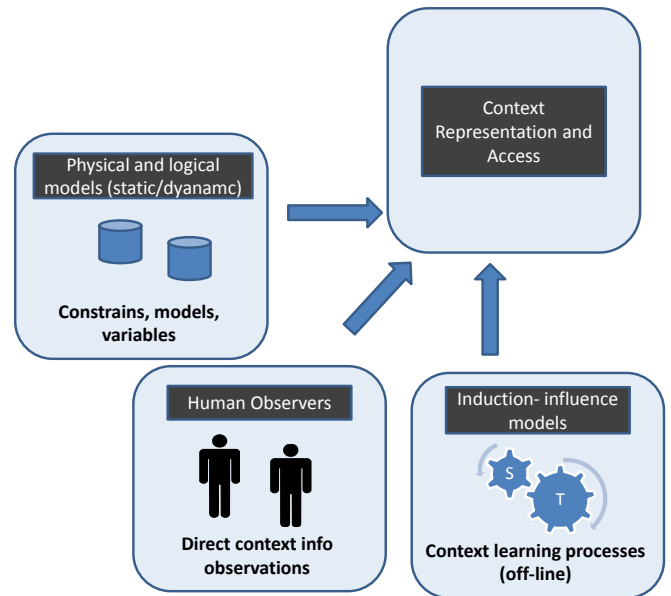 Context
Representation and
Access
Physical and logical
models (static/dyanamc)
Constrains, models,
variables
Human Observers
Direct context info
observations
Induction- influence
models
S
T
Context learning processes
(off-line)